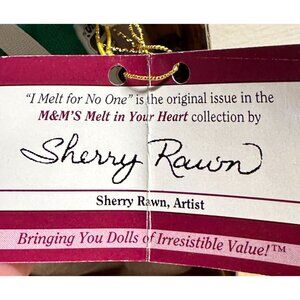 "I Melt for No One" is the original issue in the
M&M'S Melt in Your Heart collection by
Sherry Rawn
Sherry Rawn, Artist
Bringing You Dolls of Irresistible Value!™